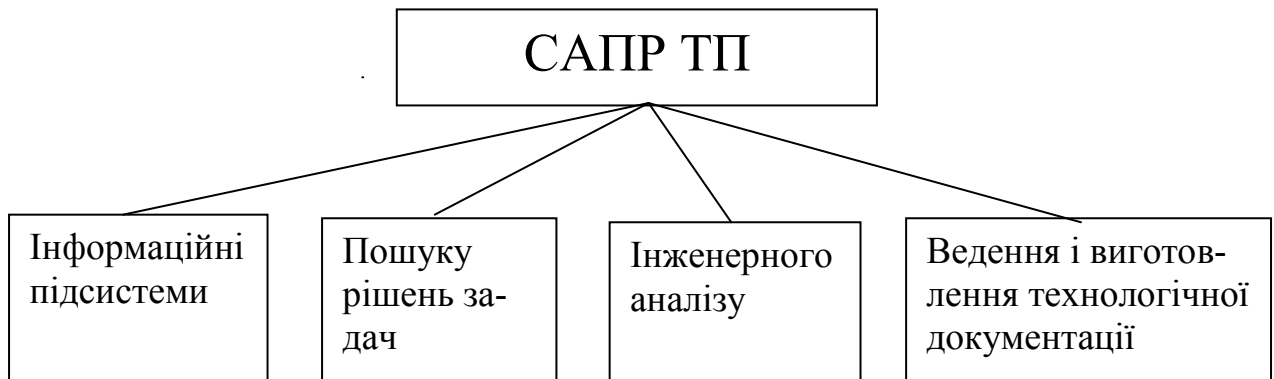 САПР ТП
Інформаційні
підсистеми
Пошуку
рішень за-
дач
Інженерного
аналізу
Ведення і виготов-
лення технологічної
документації